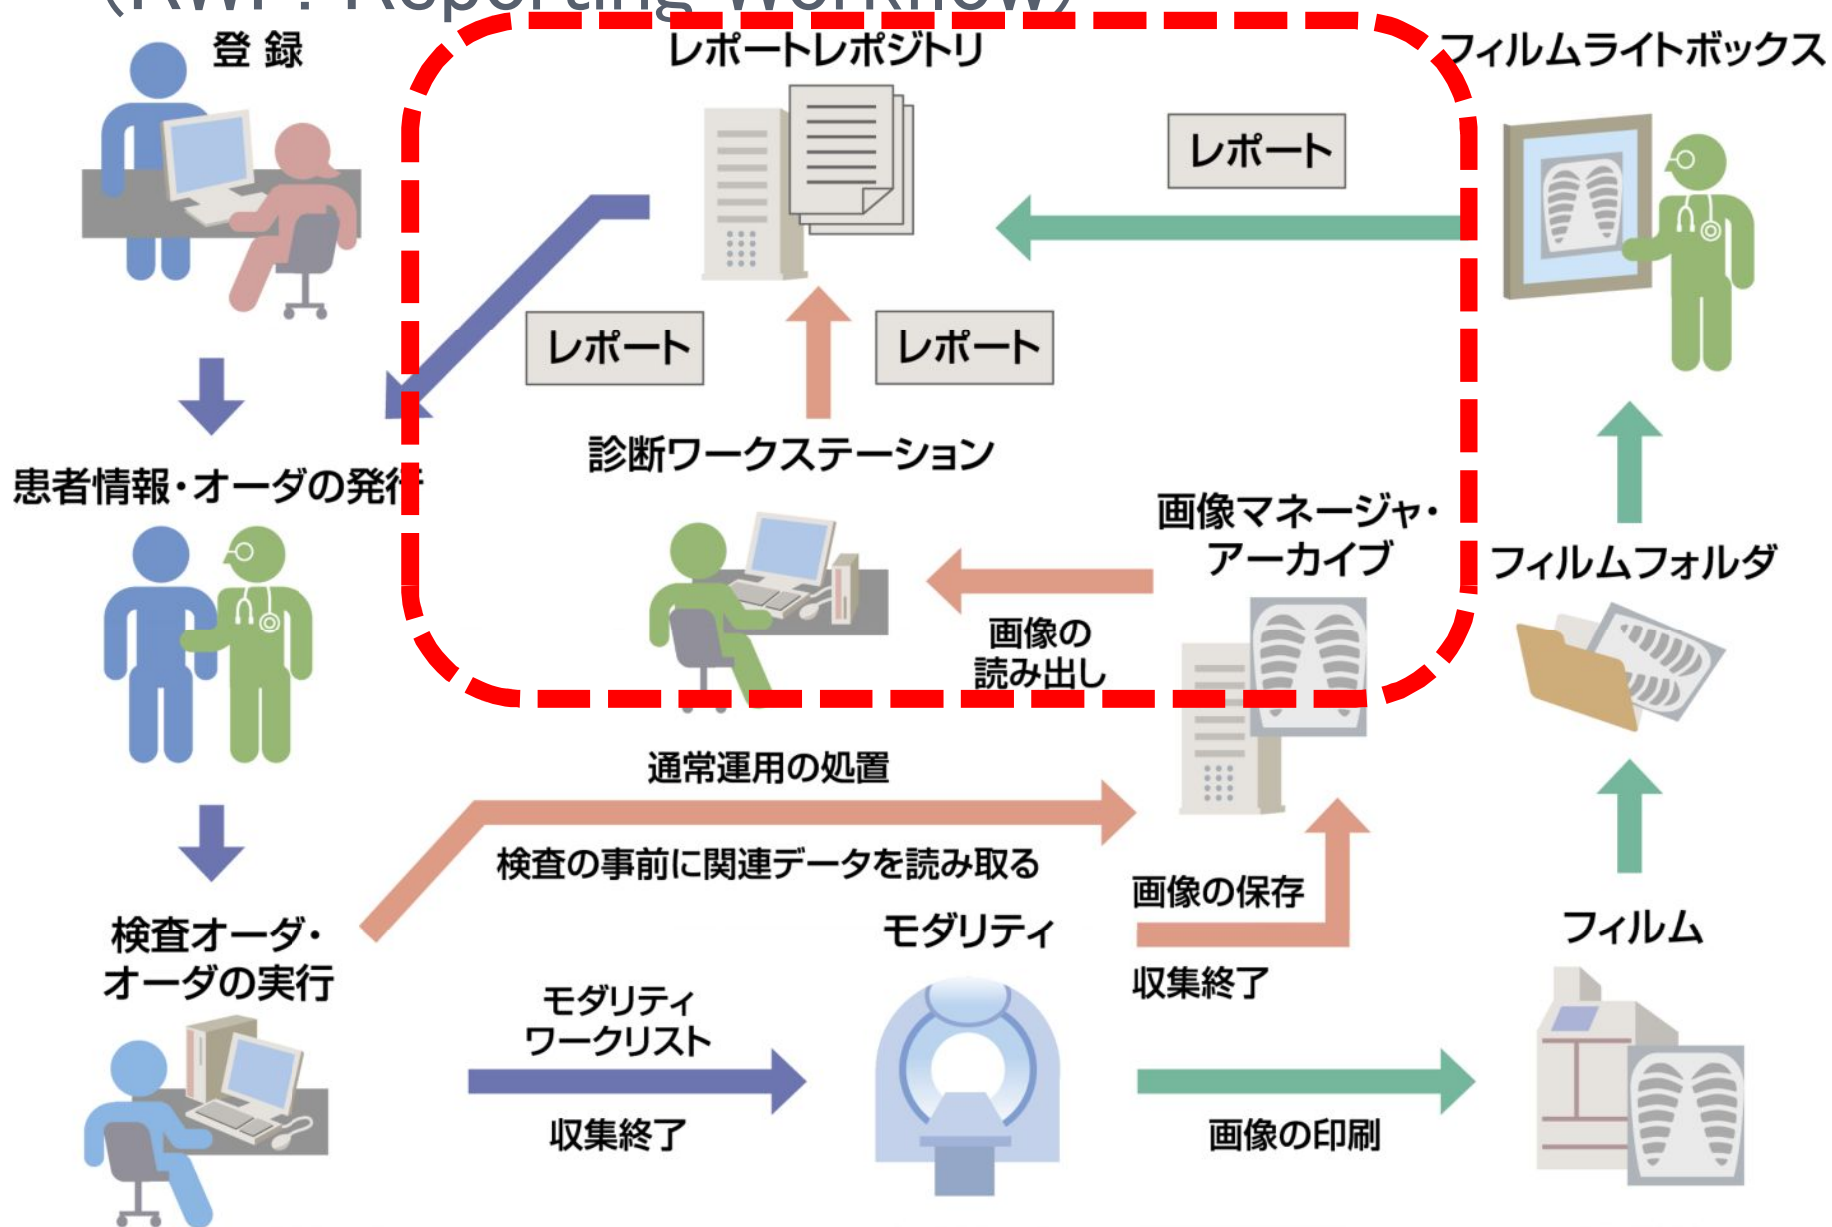 (RWF: Reporting Workflow)
登 録
レポートレポジトリ
フィルムライトボックス
レポート
レポート
レポート
診断ワークステーション
患者情報・オーダの発行
画像マネージャ・
アーカイブ
フィルムフォルダ
画像の
読み出し
通常運用の処置
検査の事前に関連データを読み取る
画像の保存
検査オーダ・
オーダの実行
モダリティ
フィルム
収集終了
モダリティ
ワークリスト
収集終了
画像の印刷